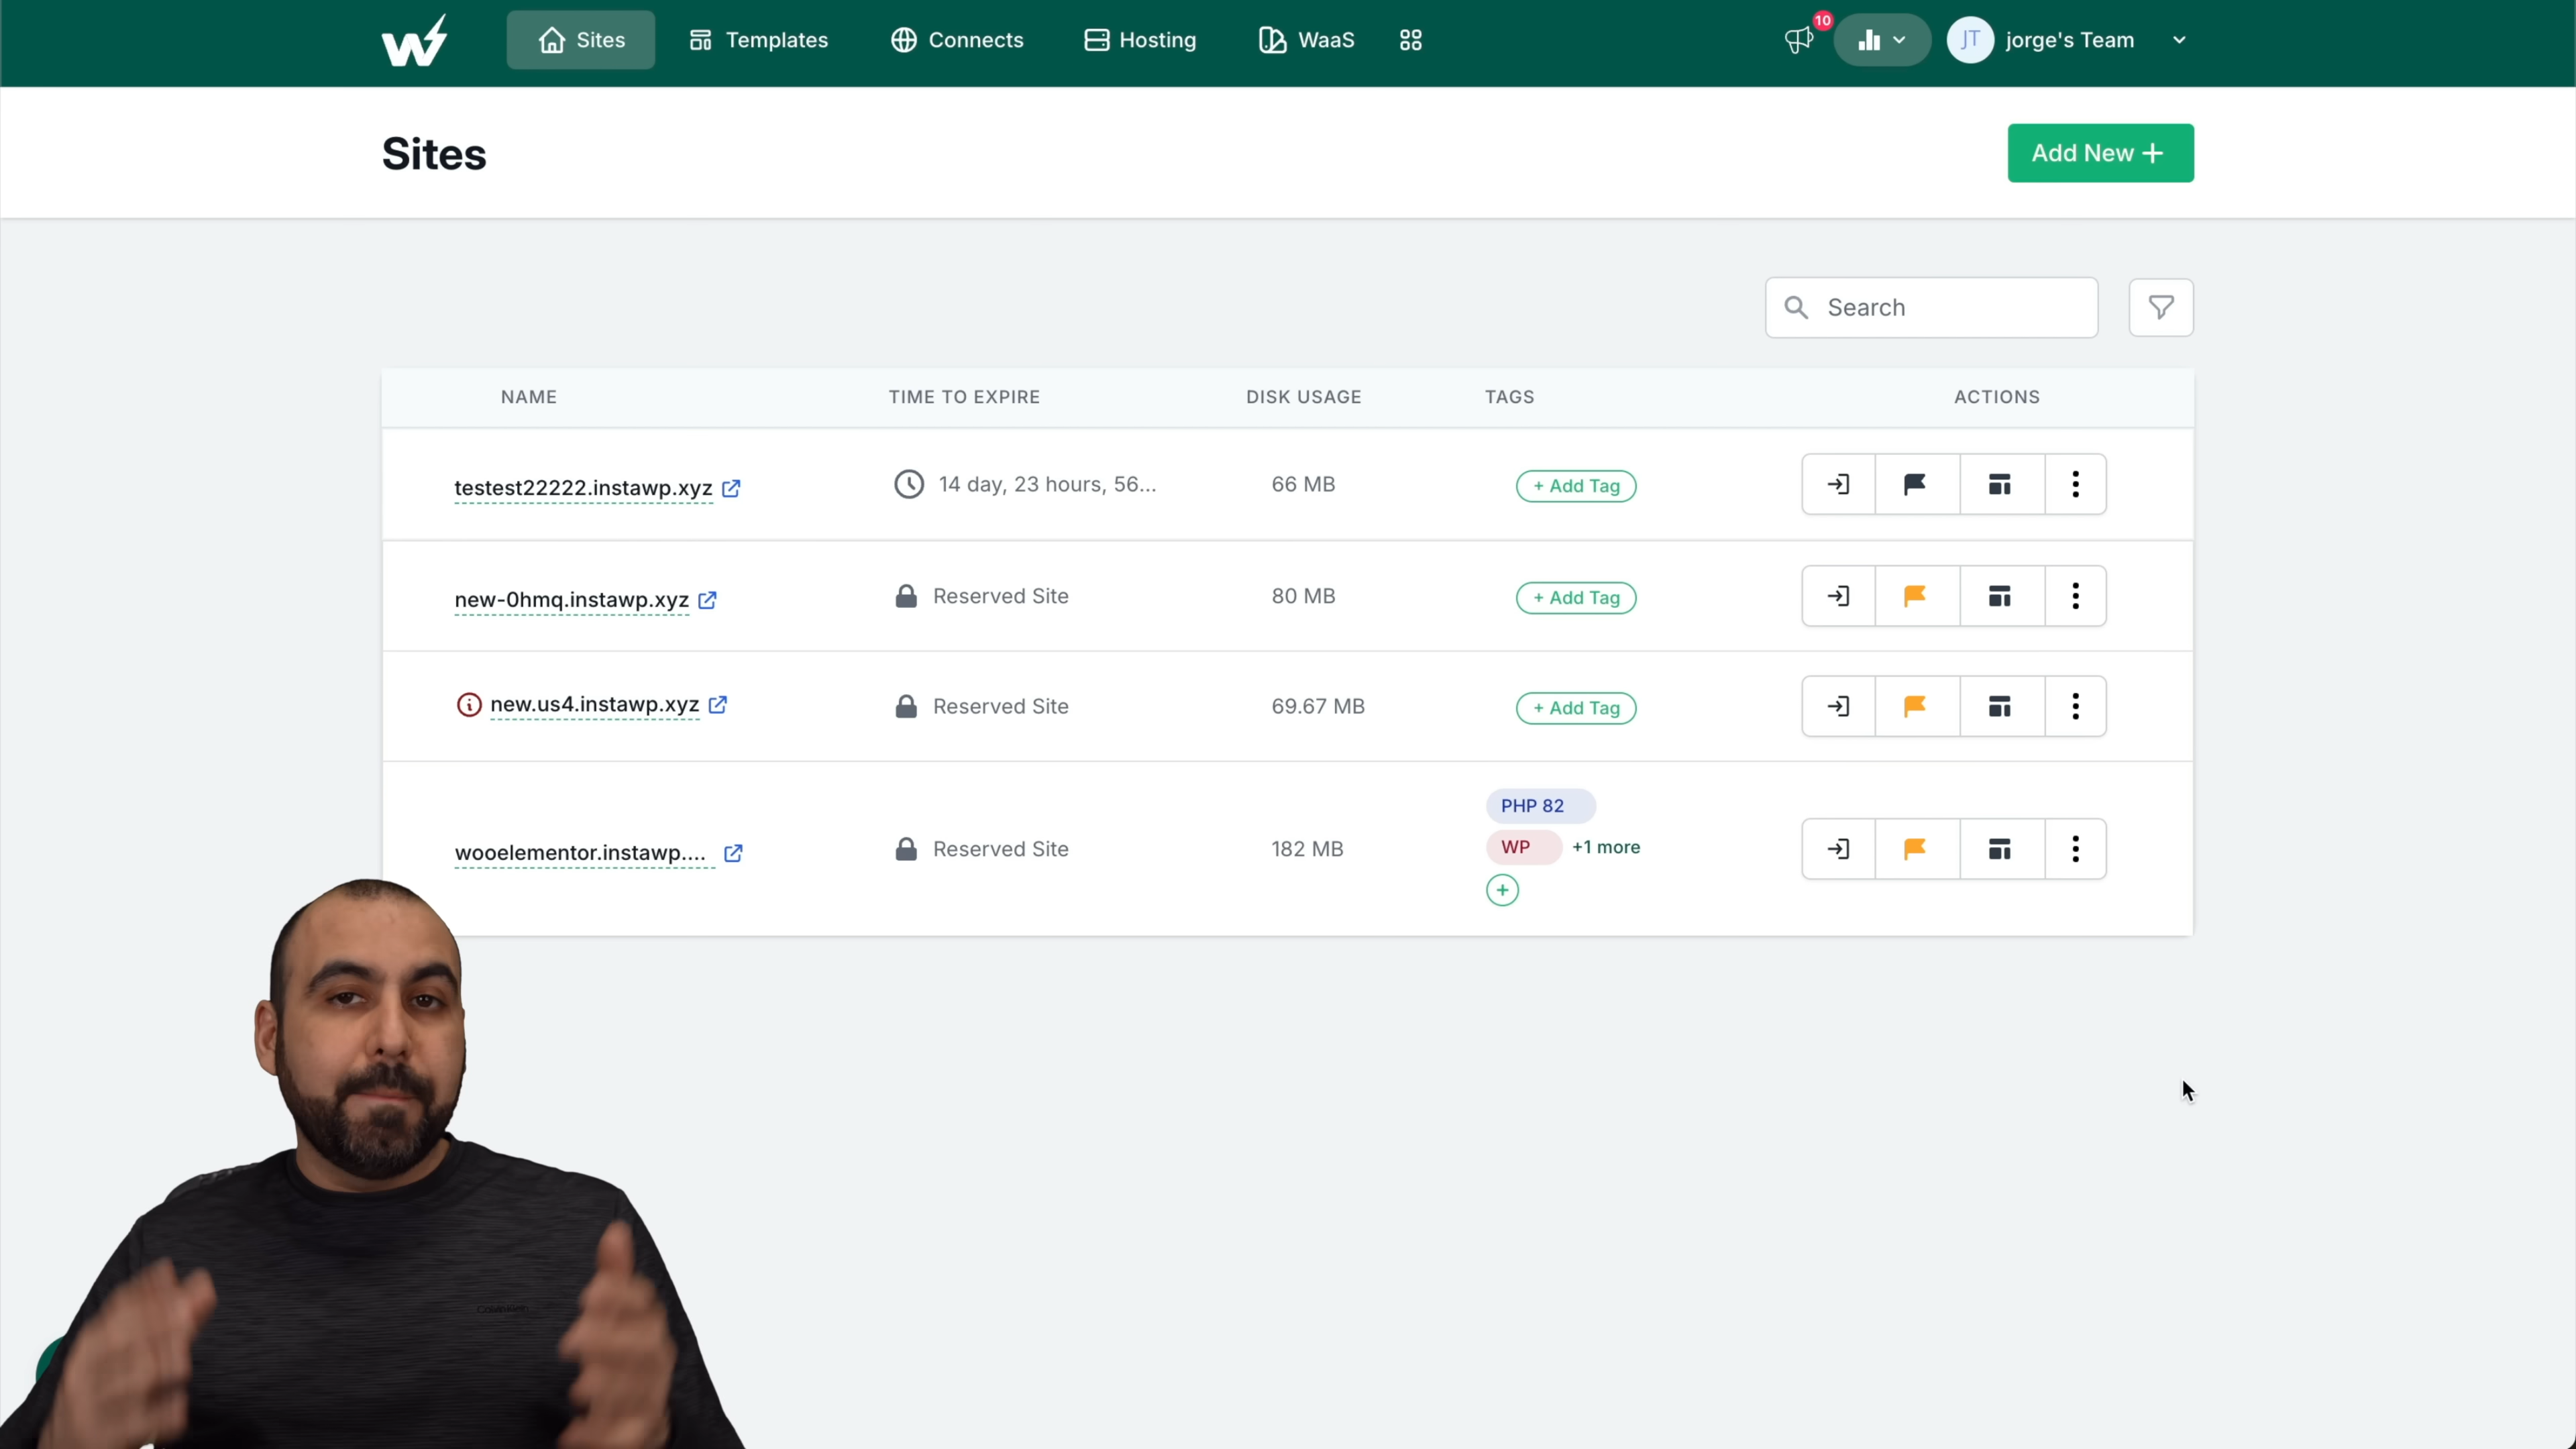 Sites
Templates
Connects
Hosting
WaaS
10
JT
jorge's Team
Sites
Add New +
Search
NAME TIME TO EXPIRE DISK USAGE TAGS ACTIONS
testest22222.instawp.xyz 14 day, 23 hours, 56... 66 MB + Add Tag
new-0hmq.instawp.xyz Reserved Site 80 MB + Add Tag
new.us4.instawp.xyz Reserved Site 69.67 MB + Add Tag
PHP 82
WP +1 more
wooelementor.instawp.... Reserved Site 182 MB
Calvin Klein